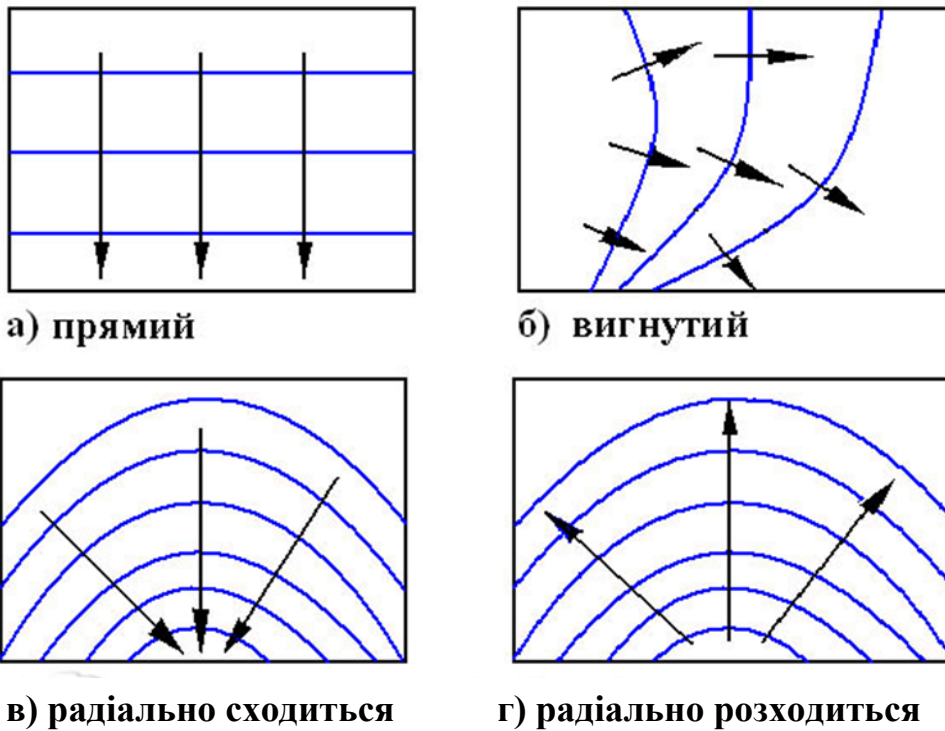 а) прямий
б) вигнутий
в) радіально сходиться
г) радіально розходиться